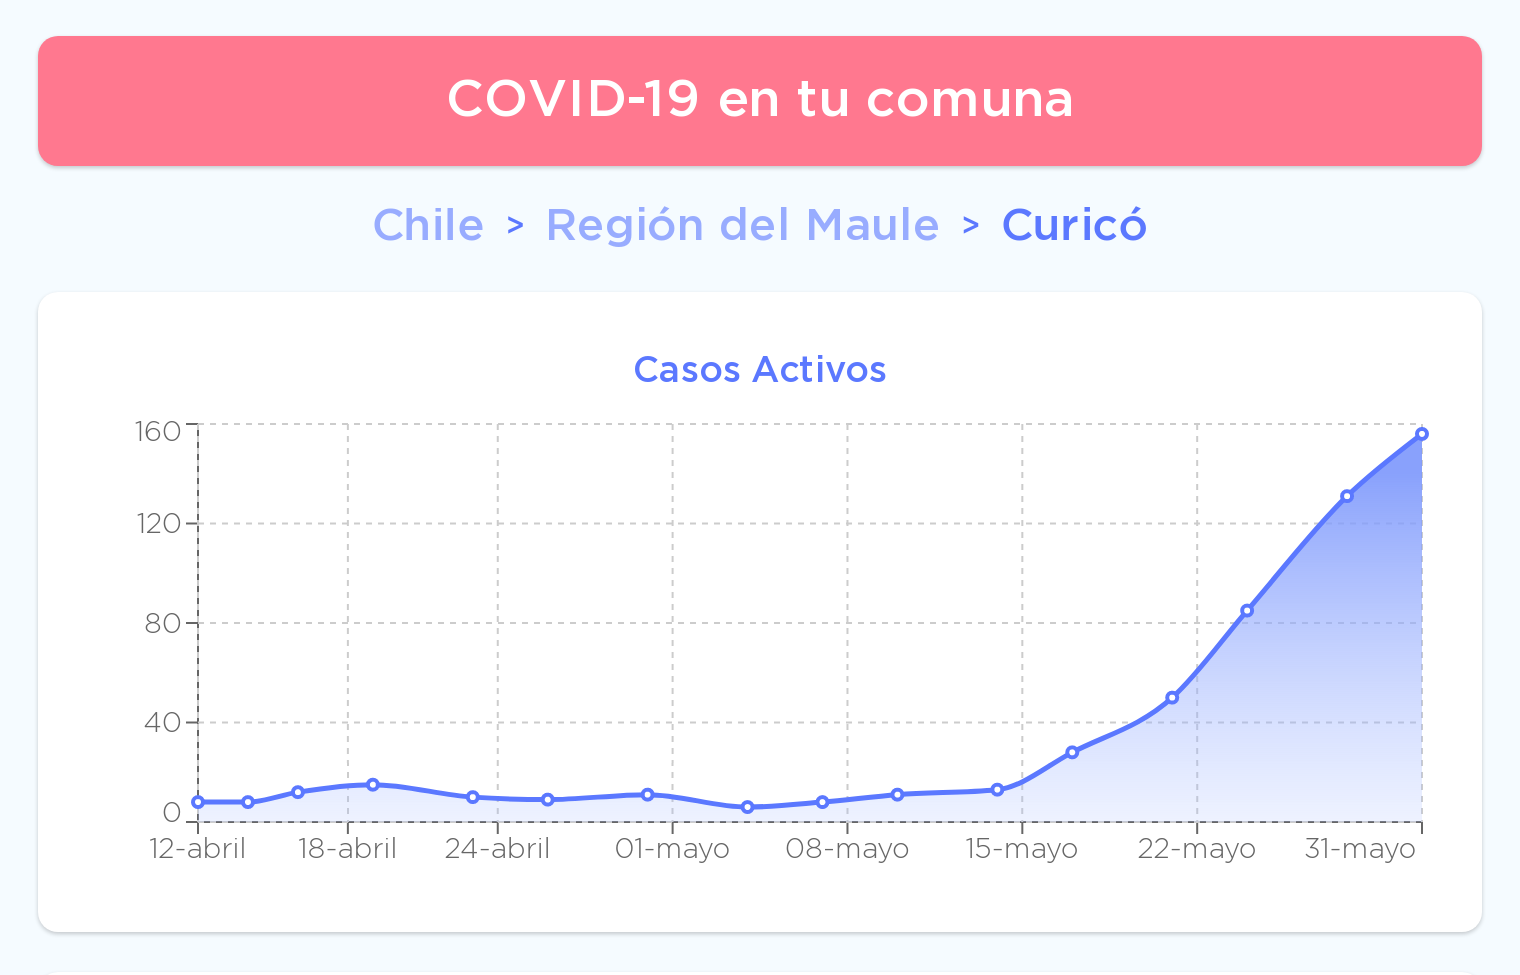 COVID-19 en tu comuna
Chile > Región del Maule > Curicó
Casos Activos
160
120
80
40
0
12-abril 18-abril 24-abril 01-mayo 08-mayo 15-mayo 22-mayo 31-mayo